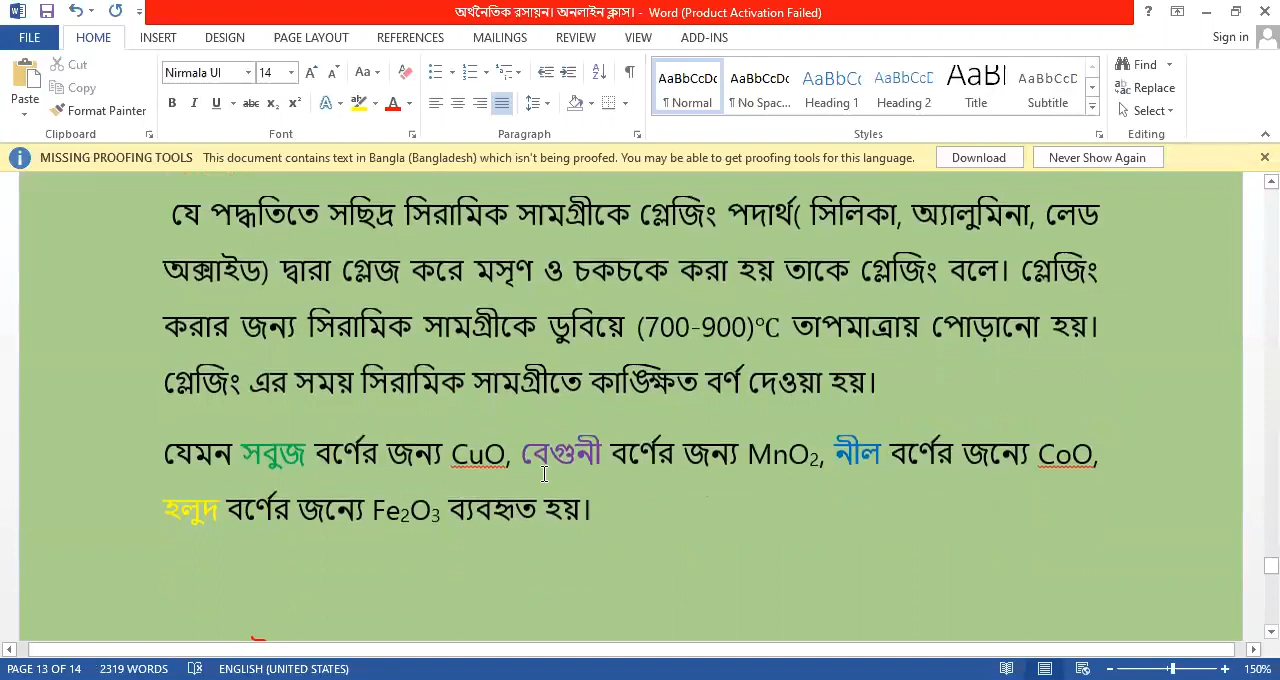 অর্থনৈতিক রসায়ন। অনলাইন ক্লাস। - Word (Product Activation Failed)
FILE HOME INSERT DESIGN PAGE LAYOUT REFERENCES MAILINGS REVIEW VIEW ADD-INS Sign in
Cut
Copy
Paste
Format Painter
Clipboard
Nirmala UI 14
Font
Paragraph
AaBbCcDc AaBbCcDc AaBbCc AaBbCcD AaB AaBbCcD
¶ Normal ¶ No Spac... Heading 1 Heading 2 Title Subtitle
Styles
Find
Replace
Select
Editing
MISSING PROOFING TOOLS This document contains text in Bangla (Bangladesh) which isn't being proofed. You may be able to get proofing tools for this language. Download Never Show Again
যে পদ্ধতিতে সছিদ্র সিরামিক সামগ্রীকে গ্লেজিং পদার্থ( সিলিকা, অ্যালুমিনা, লেড
অক্সাইড) দ্বারা গ্লেজ করে মসৃণ ও চকচকে করা হয় তাকে গ্লেজিং বলে। গ্লেজিং
করার জন্য সিরামিক সামগ্রীকে ডুবিয়ে (700-900)°C তাপমাত্রায় পোড়ানো হয়।
গ্লেজিং এর সময় সিরামিক সামগ্রীতে কাঙ্ক্ষিত বর্ণ দেওয়া হয়।
যেমন সবুজ বর্ণের জন্য CuO, বেগুনী বর্ণের জন্য MnO₂, নীল বর্ণের জন্যে CoO,
হলুদ বর্ণের জন্যে Fe₂O₃ ব্যবহৃত হয়।
PAGE 13 OF 14 2319 WORDS ENGLISH (UNITED STATES) 150%